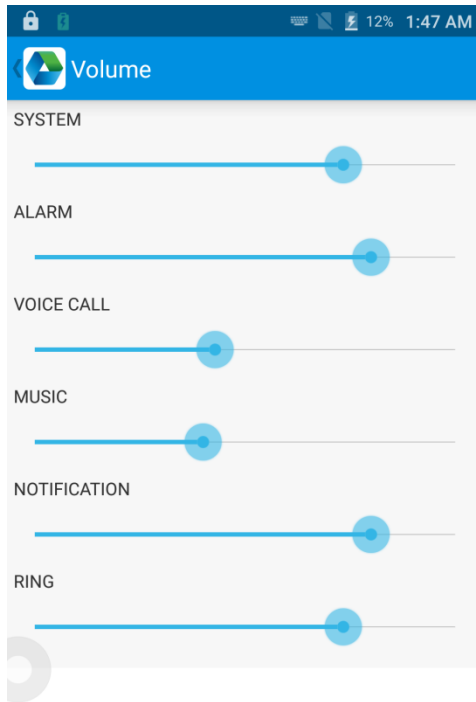 12% 1:47 AM
Volume
SYSTEM
ALARM
VOICE CALL
MUSIC
NOTIFICATION
RING